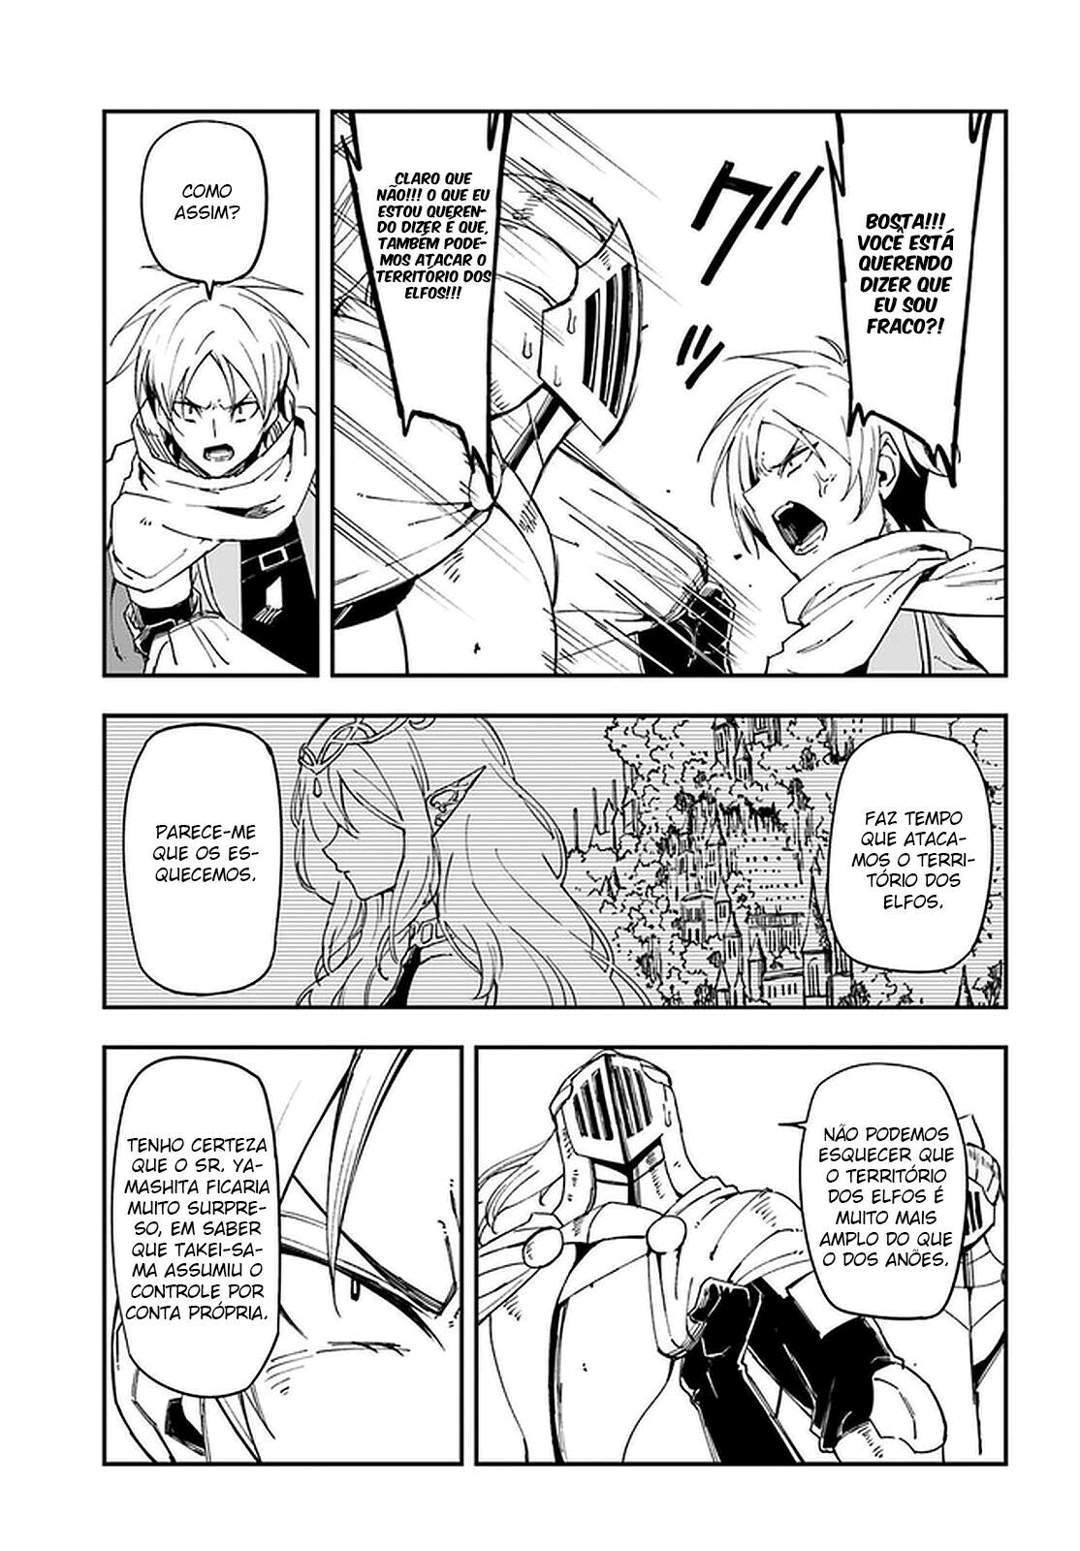 BOSTA!!!
VOCÊ ESTÁ
QUERENDO
DIZER QUE
EU SOU
FRACO?!
CLARO QUE
NÃO!!! O QUE EU
ESTOU QUEREN-
DO DIZER É QUE,
TAMBÉM PODE-
MOS ATACAR O
TERRITÓRIO DOS
ELFOS!!!
COMO
ASSIM?
FAZ TEMPO
QUE ATACA-
MOS O TERRI-
TÓRIO DOS
ELFOS.
PARECE-ME
QUE OS ES-
QUECEMOS.
NÃO PODEMOS
ESQUECER QUE
O TERRITÓRIO
DOS ELFOS É
MUITO MAIS
AMPLO DO QUE
O DOS ANÕES.
TENHO CERTEZA
QUE O SR. YA-
MASHITA FICARIA
MUITO SURPRE-
SO, EM SABER
QUE TAKEI-SA-
MA ASSUMIU O
CONTROLE POR
CONTA PRÓPRIA.